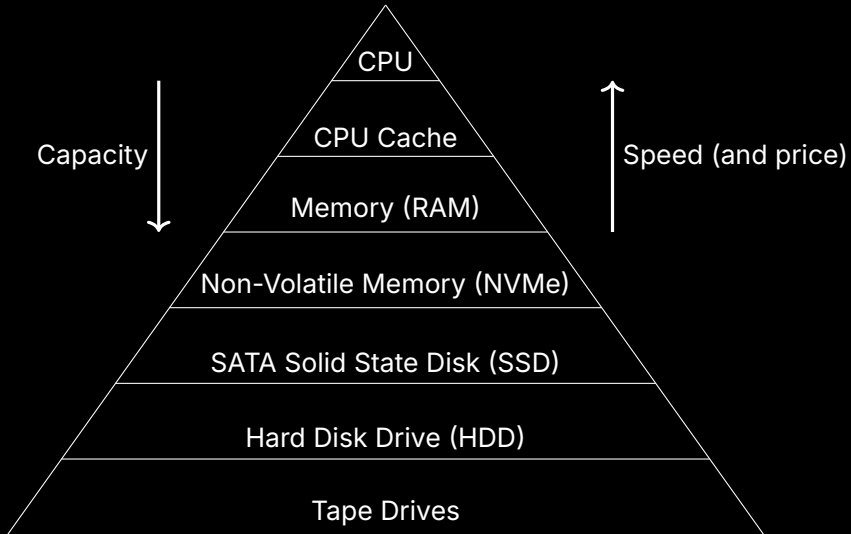 CPU
CPU Cache
Capacity
Speed (and price)
Memory (RAM)
Non-Volatile Memory (NVMe)
SATA Solid State Disk (SSD)
Hard Disk Drive (HDD)
Tape Drives